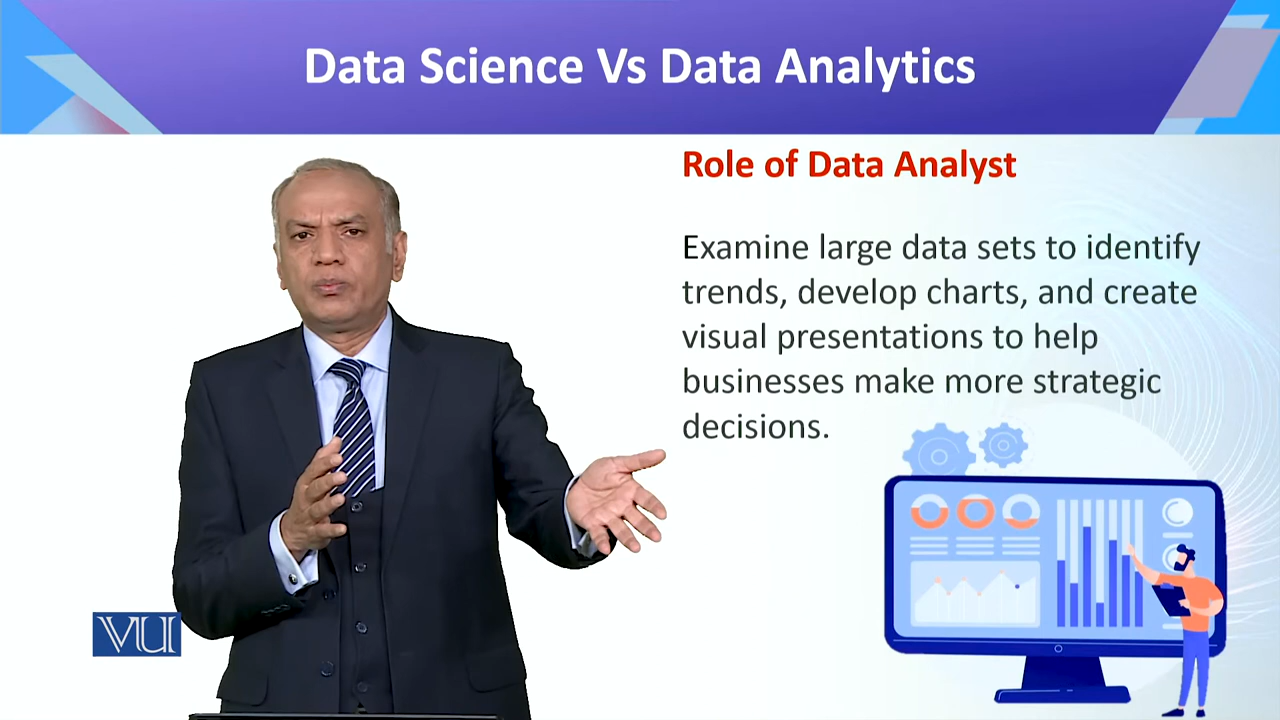 Data Science Vs Data Analytics
Role of Data Analyst
Examine large data sets to identify
trends, develop charts, and create
visual presentations to help
businesses make more strategic
decisions.
VU